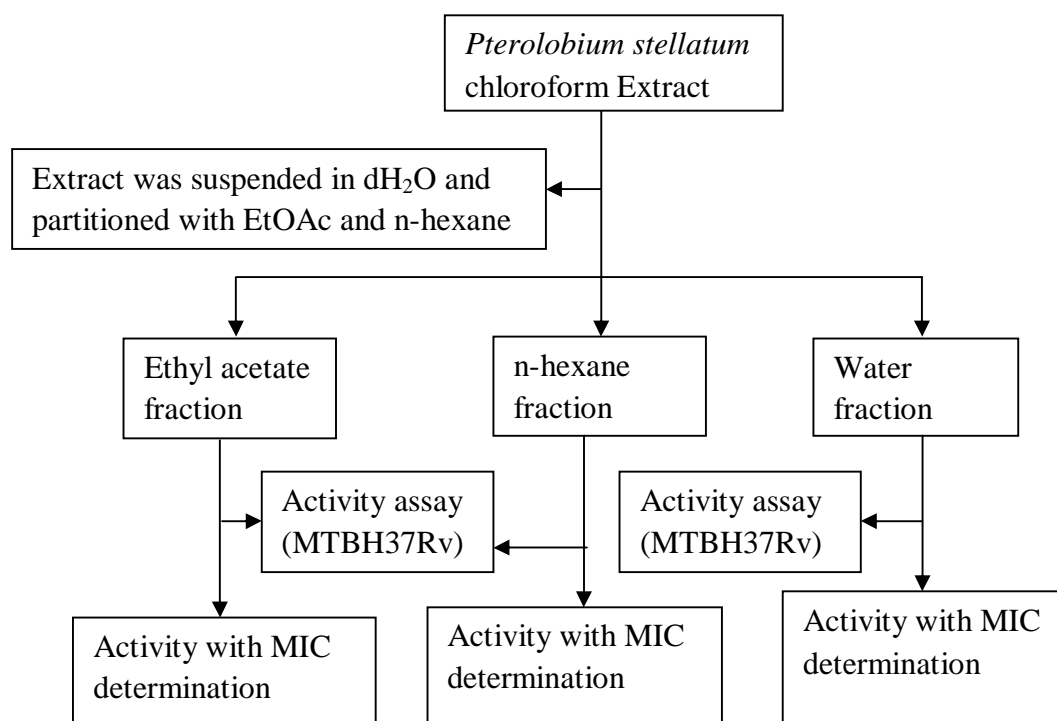 Pterolobium stellatum
chloroform Extract
Extract was suspended in dH₂O and
partitioned with EtOAc and n-hexane
Ethyl acetate
fraction
n-hexane
fraction
Water
fraction
Activity assay
(MTBH37Rv)
Activity assay
(MTBH37Rv)
Activity with MIC
determination
Activity with MIC
determination
Activity with MIC
determination